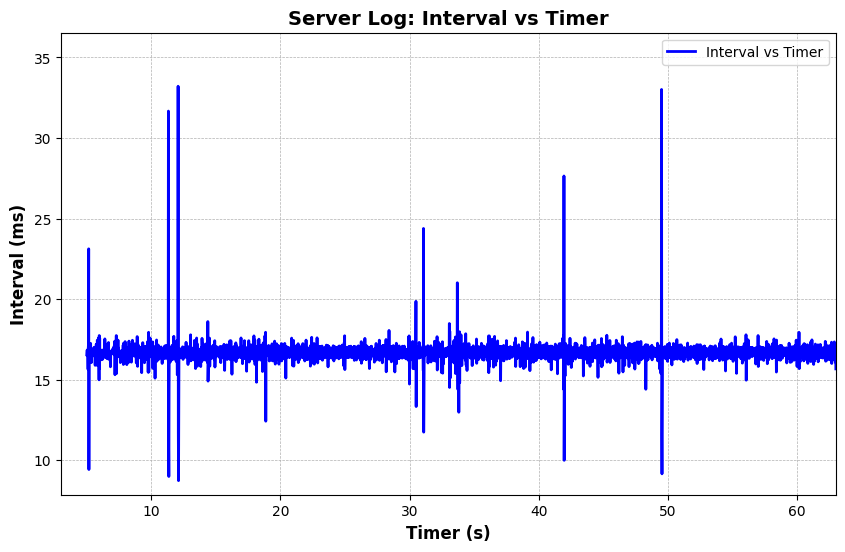 Server Log: Interval vs Timer
Interval vs Timer
Interval (ms)
35
30
25
20
15
10
10 20 30 40 50 60
Timer (s)